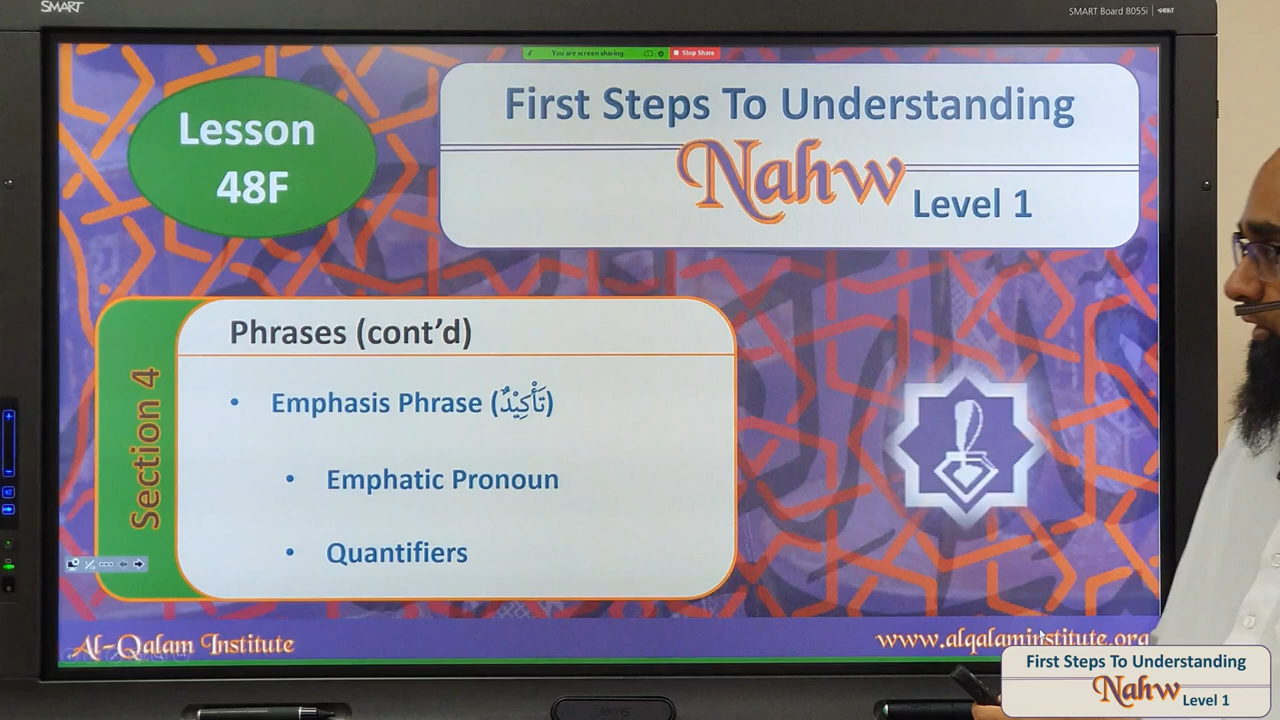 SMART
SMART Board 8055i
You are screen sharing
Stop Share
Lesson
48F
First Steps To Understanding
Nahw
Level 1
Section 4
Phrases (cont’d)
• Emphasis Phrase (تَأْكِيْدٌ)
• Emphatic Pronoun
• Quantifiers
Al-Qalam Institute
www.alqalaminstitute.org
First Steps To Understanding
Nahw
Level 1